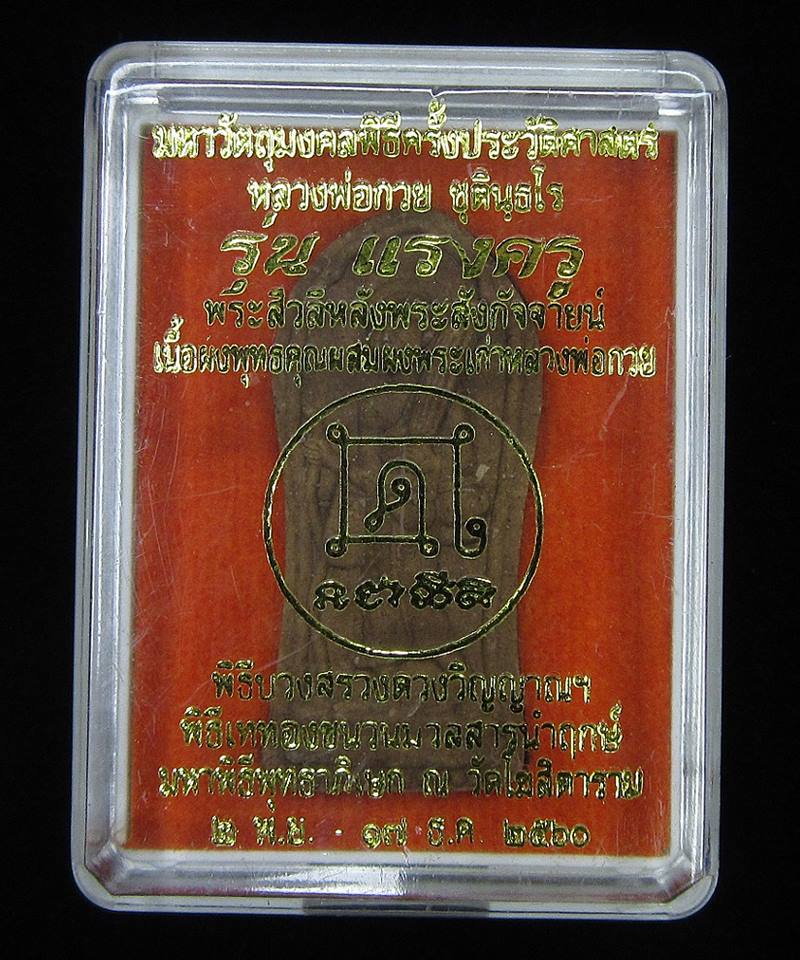 มหาวัตถุมงคลพิธีครั้งประวัติศาสตร์
หลวงพ่อกวย ชุตินฺธโร
รุ่น แรงครู
พระสิวลีหลังพระสังกัจจายน์
เนื้อผงพุทธคุณผสมผงพระเก่าหลวงพ่อกวย
พิธีบวงสรวงดวงวิญญาณฯ
พิธีเททองชนวนมวลสารนำฤกษ์
มหาพิธีพุทธาภิเษก ณ วัดโฆสิตาราม
๒ พ.ย. - ๑๗ ธ.ค. ๒๕๖๐